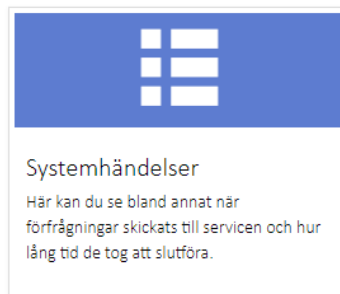 Systemhändelser
Här kan du se bland annat när
förfrågningar skickats till servicen och hur
lång tid de tog att slutföra.